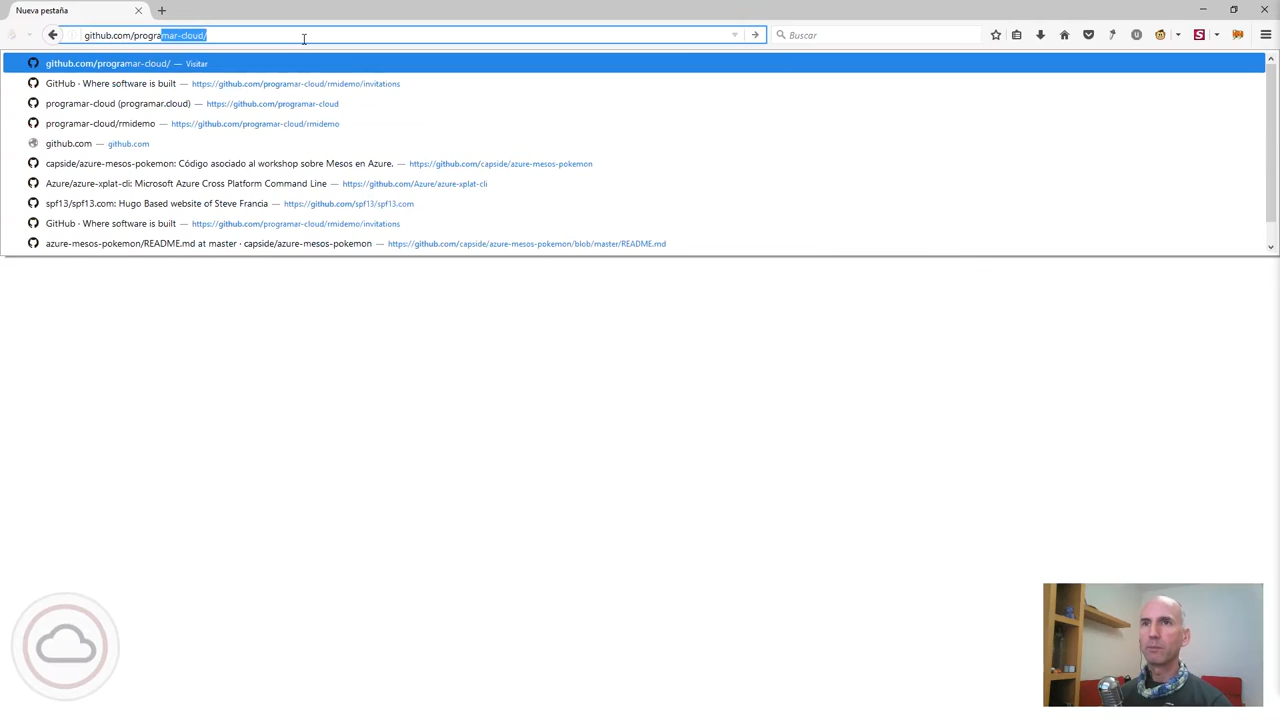 Nueva pestaña
github.com/programar-cloud/
Buscar
github.com/programar-cloud/ — Visitar
GitHub · Where software is built — https://github.com/programar-cloud/rmidemo/invitations
programar-cloud (programar.cloud) — https://github.com/programar-cloud
programar-cloud/rmidemo — https://github.com/programar-cloud/rmidemo
github.com — github.com
capside/azure-mesos-pokemon: Código asociado al workshop sobre Mesos en Azure. — https://github.com/capside/azure-mesos-pokemon
Azure/azure-xplat-cli: Microsoft Azure Cross Platform Command Line — https://github.com/Azure/azure-xplat-cli
spf13/spf13.com: Hugo Based website of Steve Francia — https://github.com/spf13/spf13.com
GitHub · Where software is built — https://github.com/programar-cloud/rmidemo/invitations
azure-mesos-pokemon/README.md at master · capside/azure-mesos-pokemon — https://github.com/capside/azure-mesos-pokemon/blob/master/README.md